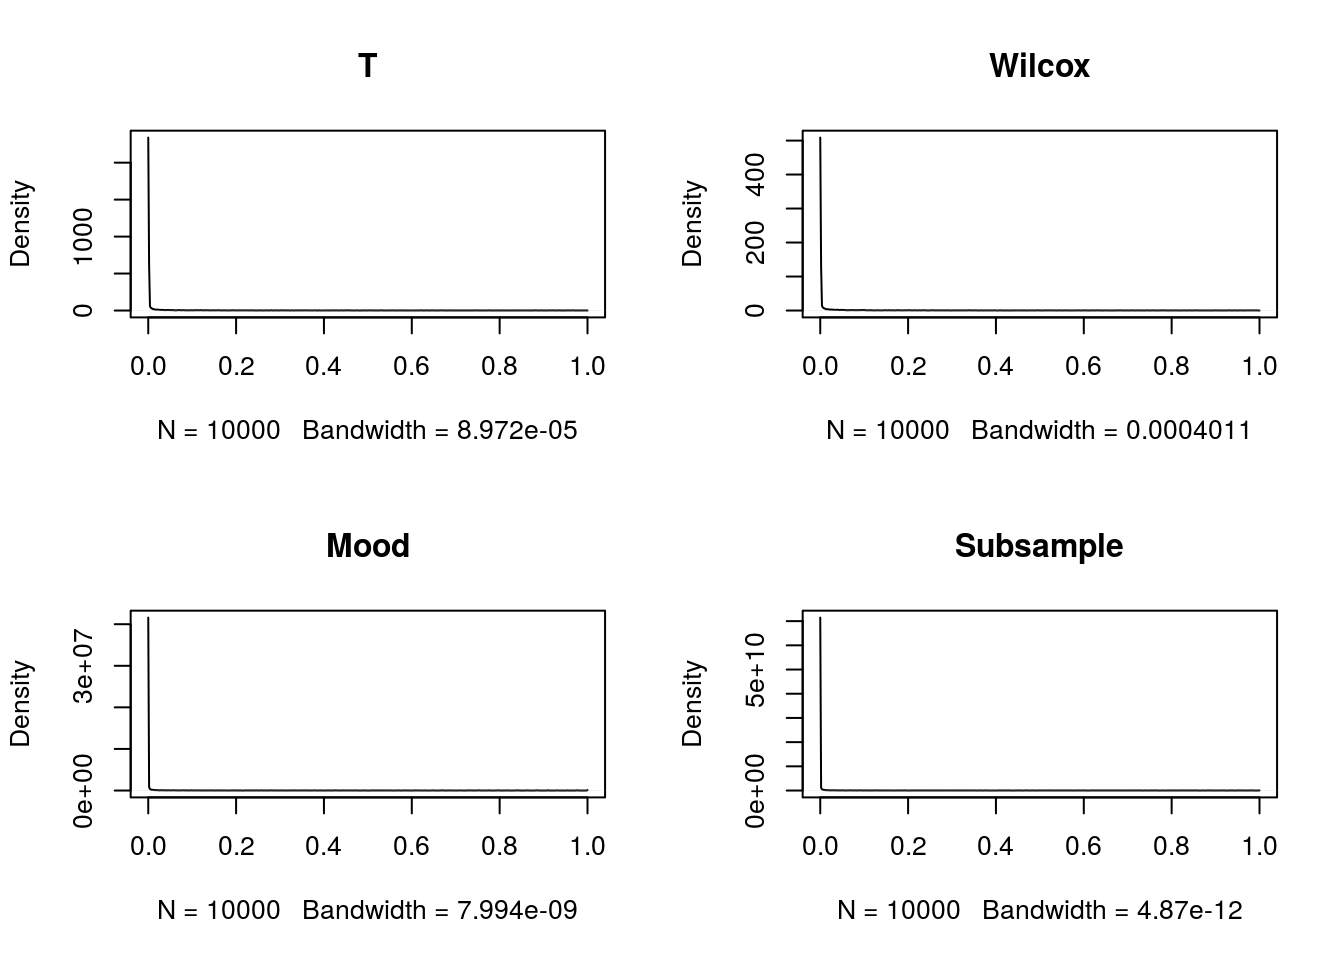 T
Density
0
1000
0.0 0.2 0.4 0.6 0.8 1.0
N = 10000 Bandwidth = 8.972e-05
Wilcox
Density
0
200
400
0.0 0.2 0.4 0.6 0.8 1.0
N = 10000 Bandwidth = 0.0004011
Mood
Density
0e+00
3e+07
0.0 0.2 0.4 0.6 0.8 1.0
N = 10000 Bandwidth = 7.994e-09
Subsample
Density
0e+00
5e+10
0.0 0.2 0.4 0.6 0.8 1.0
N = 10000 Bandwidth = 4.87e-12